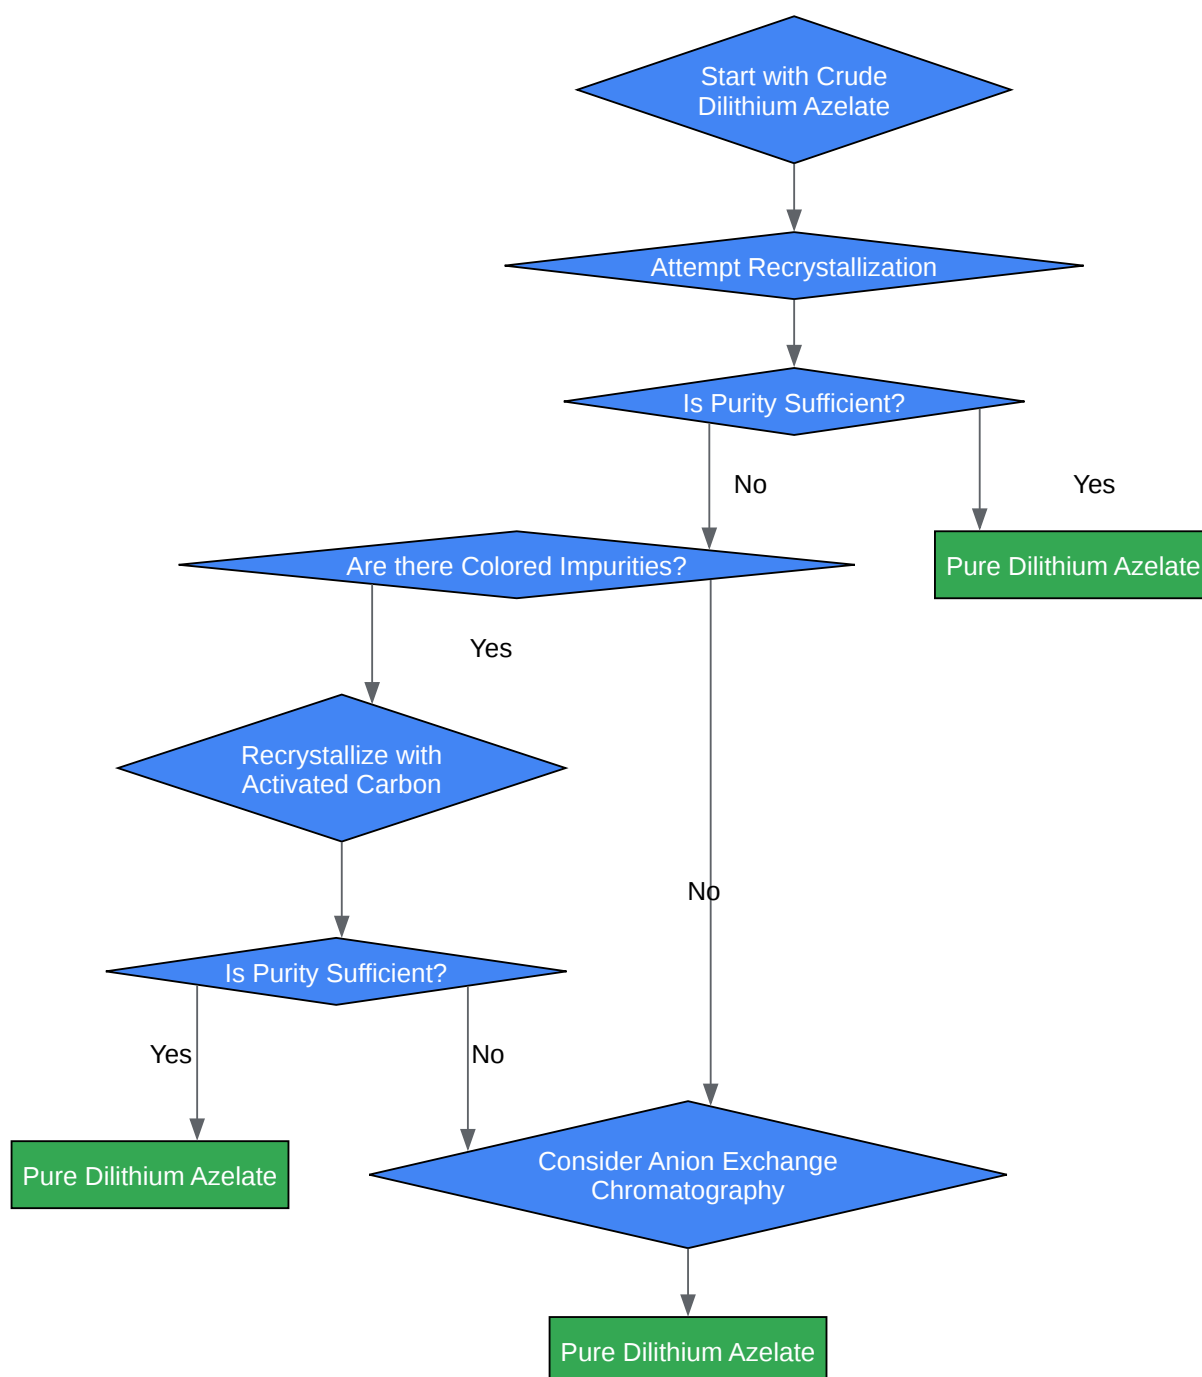 Start with Crude
Dilithium Azelate
Attempt Recrystallization
Is Purity Sufficient?
No
Yes
Are there Colored Impurities?
Pure Dilithium Azelate
Yes
Recrystallize with
Activated Carbon
No
Is Purity Sufficient?
Yes
No
Pure Dilithium Azelate
Consider Anion Exchange
Chromatography
Pure Dilithium Azelate